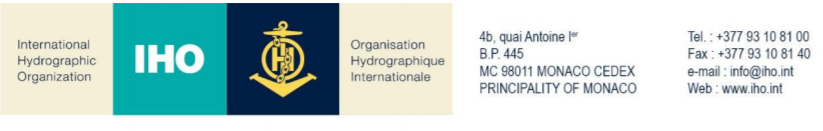 International
Hydrographic
Organization
IHO
Organisation
Hydrographique
Internationale
4b, quai Antoine Ier
B.P. 445
MC 98011 MONACO CEDEX
PRINCIPALITY OF MONACO
Tel. : +377 93 10 81 00
Fax : +377 93 10 81 40
e-mail : info@iho.int
Web : www.iho.int